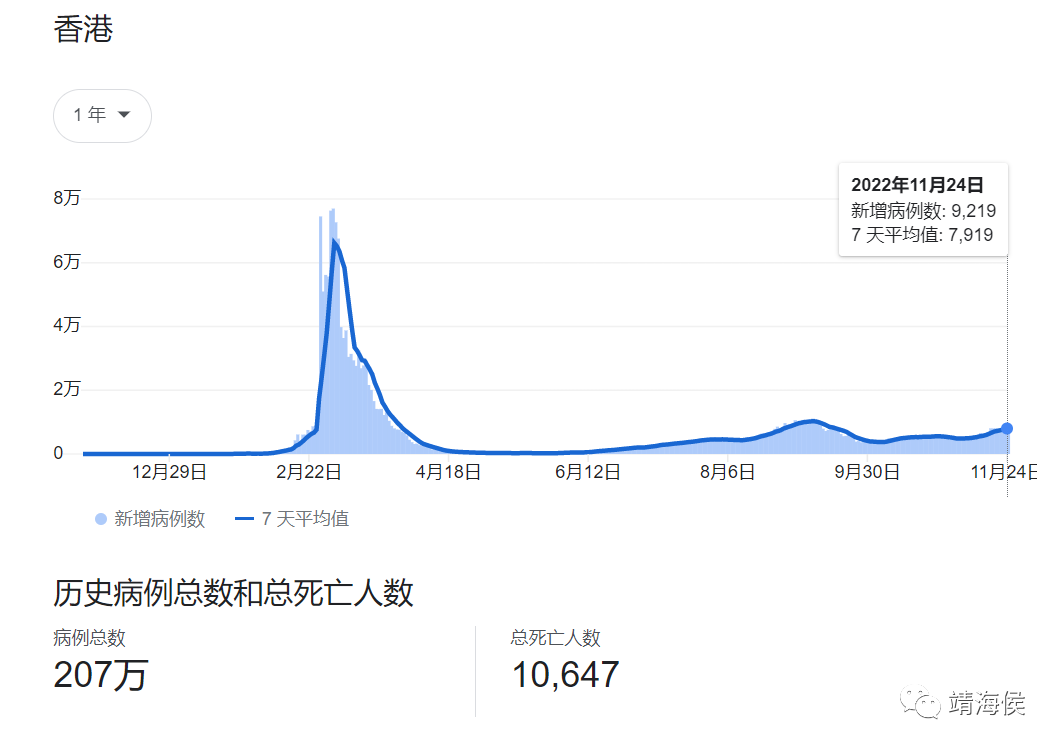 香港
1 年
8万
6万
4万
2万
0
2022年11月24日
新增病例数: 9,219
7 天平均值: 7,919
12月29日 2月22日 4月18日 6月12日 8月6日 9月30日 11月24日
新增病例数 7 天平均值
历史病例总数和总死亡人数
病例总数 总死亡人数
207万 10,647
靖海侯